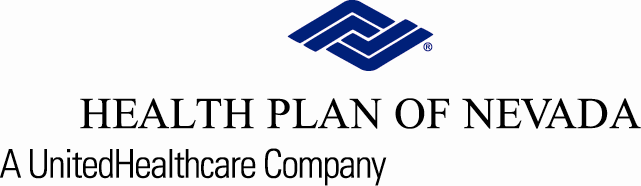 ®
HEALTH PLAN OF NEVADA
A UnitedHealthcare Company